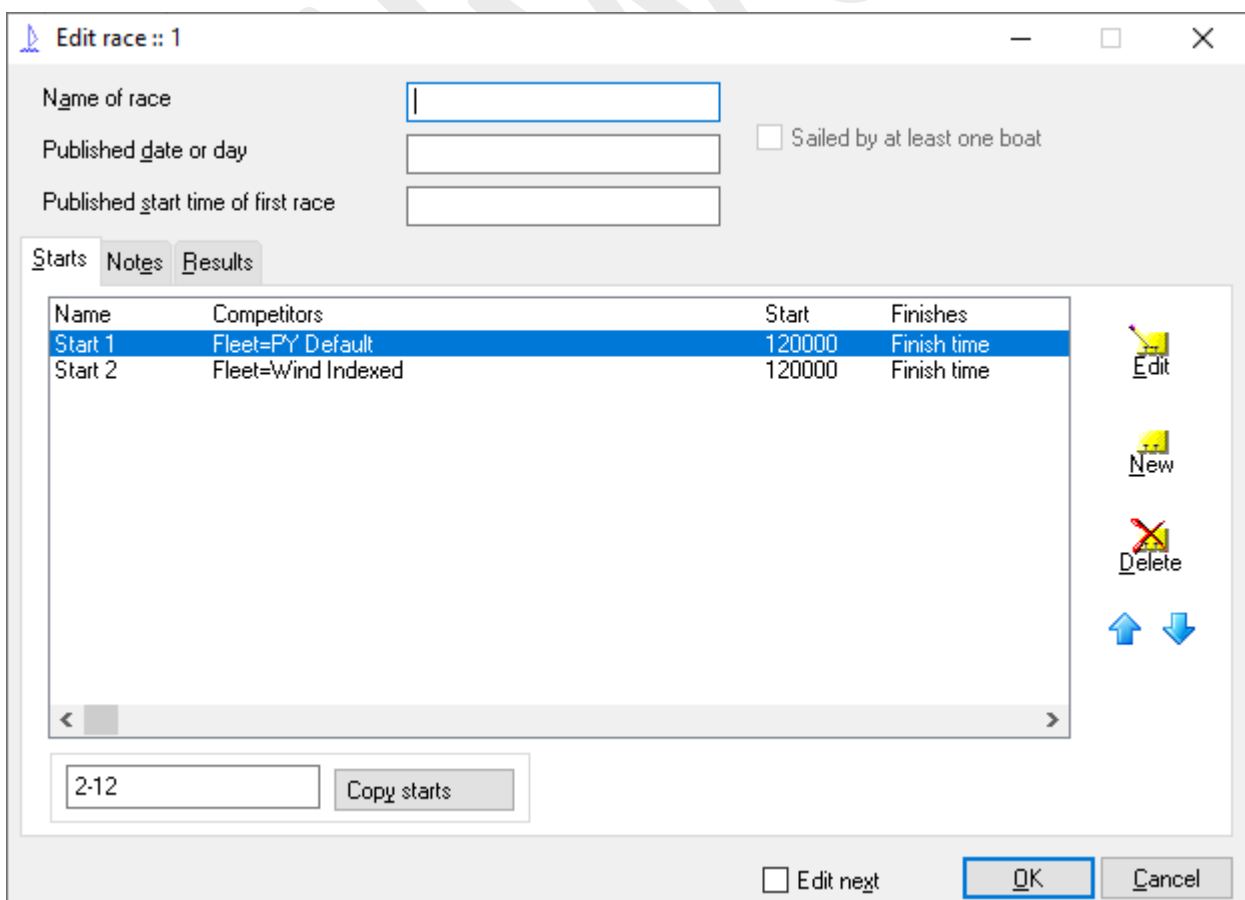 Edit race :: 1
Name of race
Published date or day
Sailed by at least one boat
Published start time of first race
Starts Notes Results
Name Competitors Start Finishes
Start 1 Fleet=PY Default 120000 Finish time
Start 2 Fleet=Wind Indexed 120000 Finish time
Edit
New
Delete
2-12 Copy starts
Edit next OK Cancel